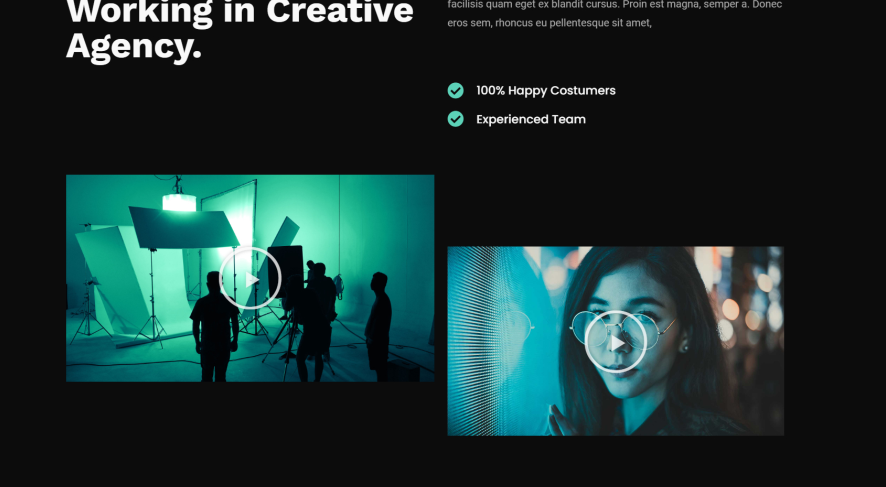 Working in Creative
Agency.
facilisis quam eget ex blandit cursus. Proin est magna, semper a. Donec
eros sem, rhoncus eu pellentesque sit amet,
100% Happy Costumers
Experienced Team